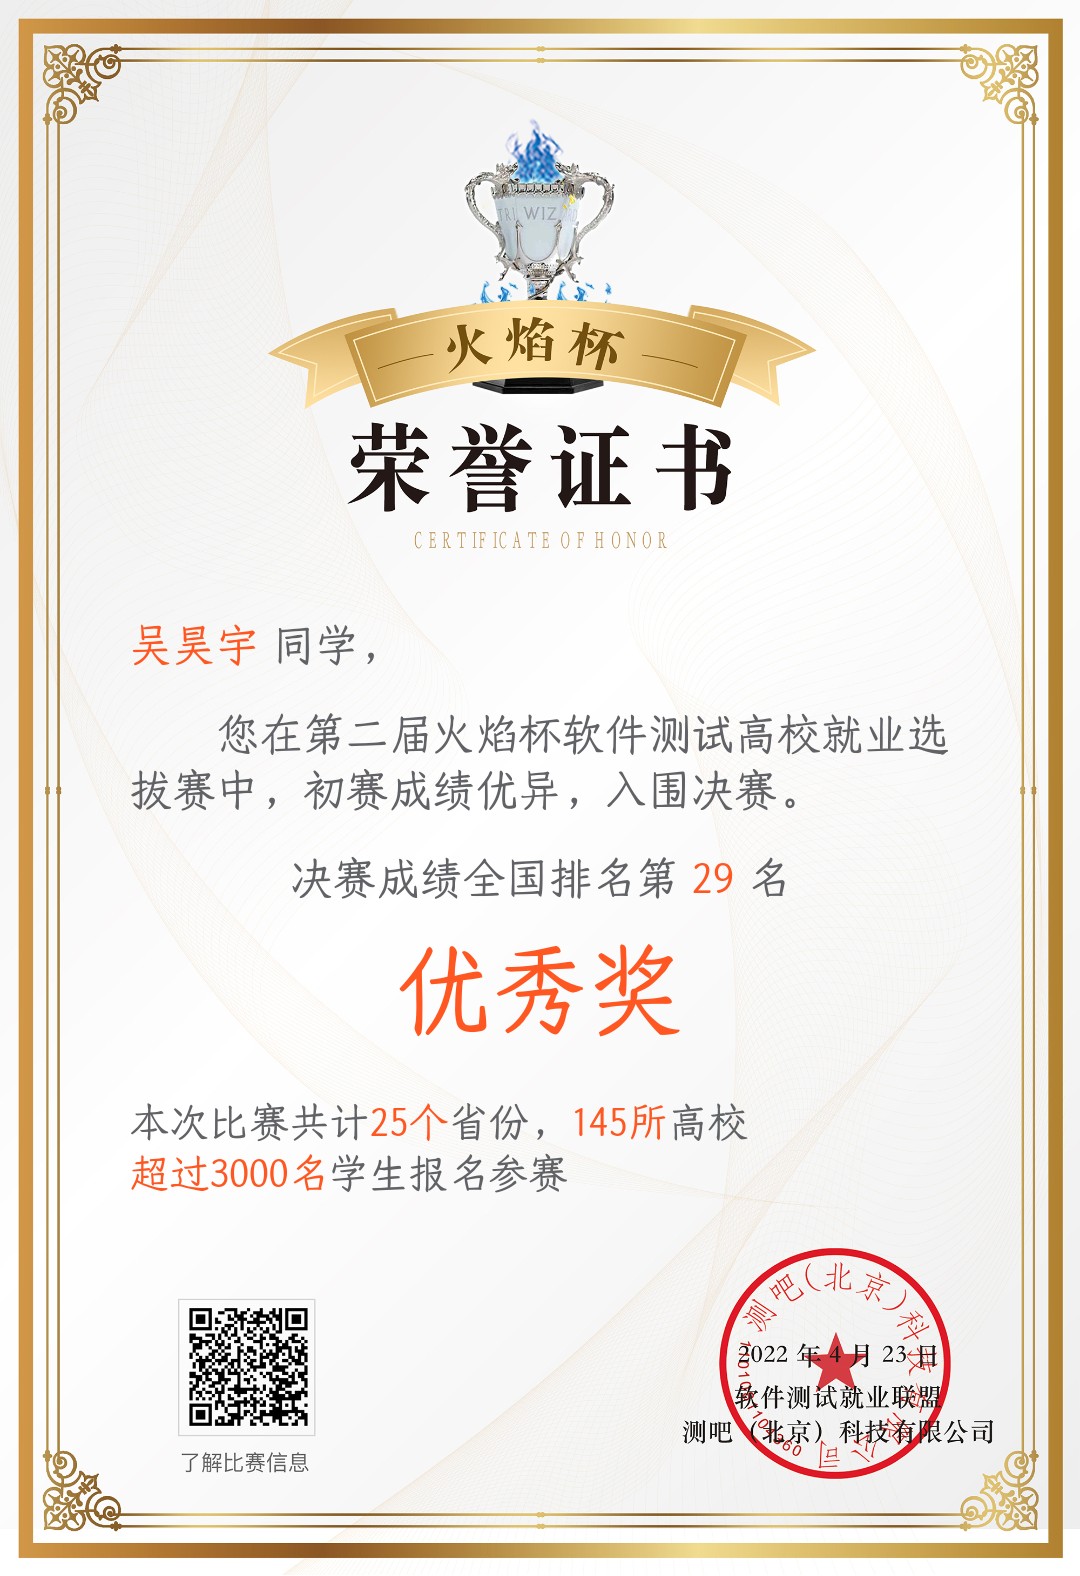 TRI WIZ
火焰杯
荣誉证书
CERTIFICATE OF HONOR
吴昊宇 同学，
您在第二届火焰杯软件测试高校就业选
拔赛中，初赛成绩优异，入围决赛。
决赛成绩全国排名第 29 名
优秀奖
本次比赛共计25个省份，145所高校
超过3000名学生报名参赛
了解比赛信息
测吧（北京）科技有限公司
2022 年 4 月 23 日
软件测试就业联盟
测吧（北京）科技有限公司